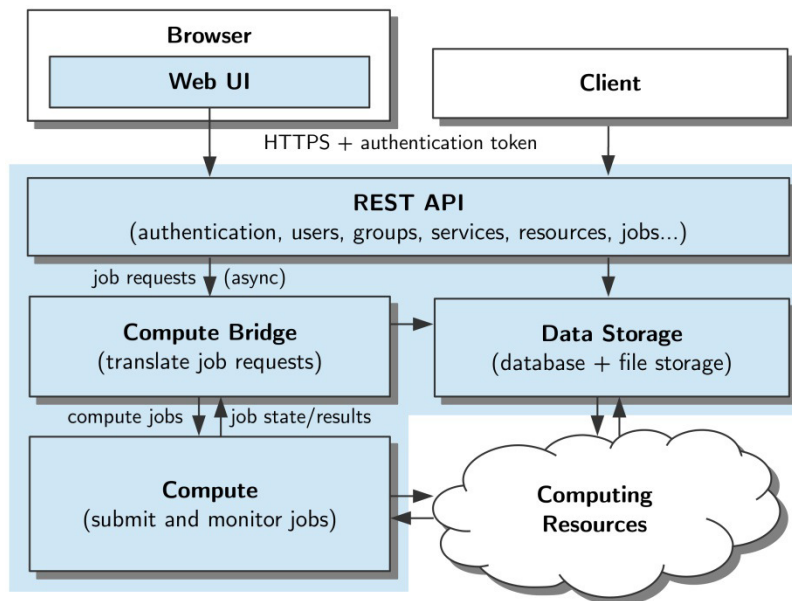 Browser
Web UI
Client
HTTPS + authentication token
REST API
(authentication, users, groups, services, resources, jobs...)
job requests (async)
Compute Bridge
(translate job requests)
Data Storage
(database + file storage)
compute jobs job state/results
Compute
(submit and monitor jobs)
Computing
Resources